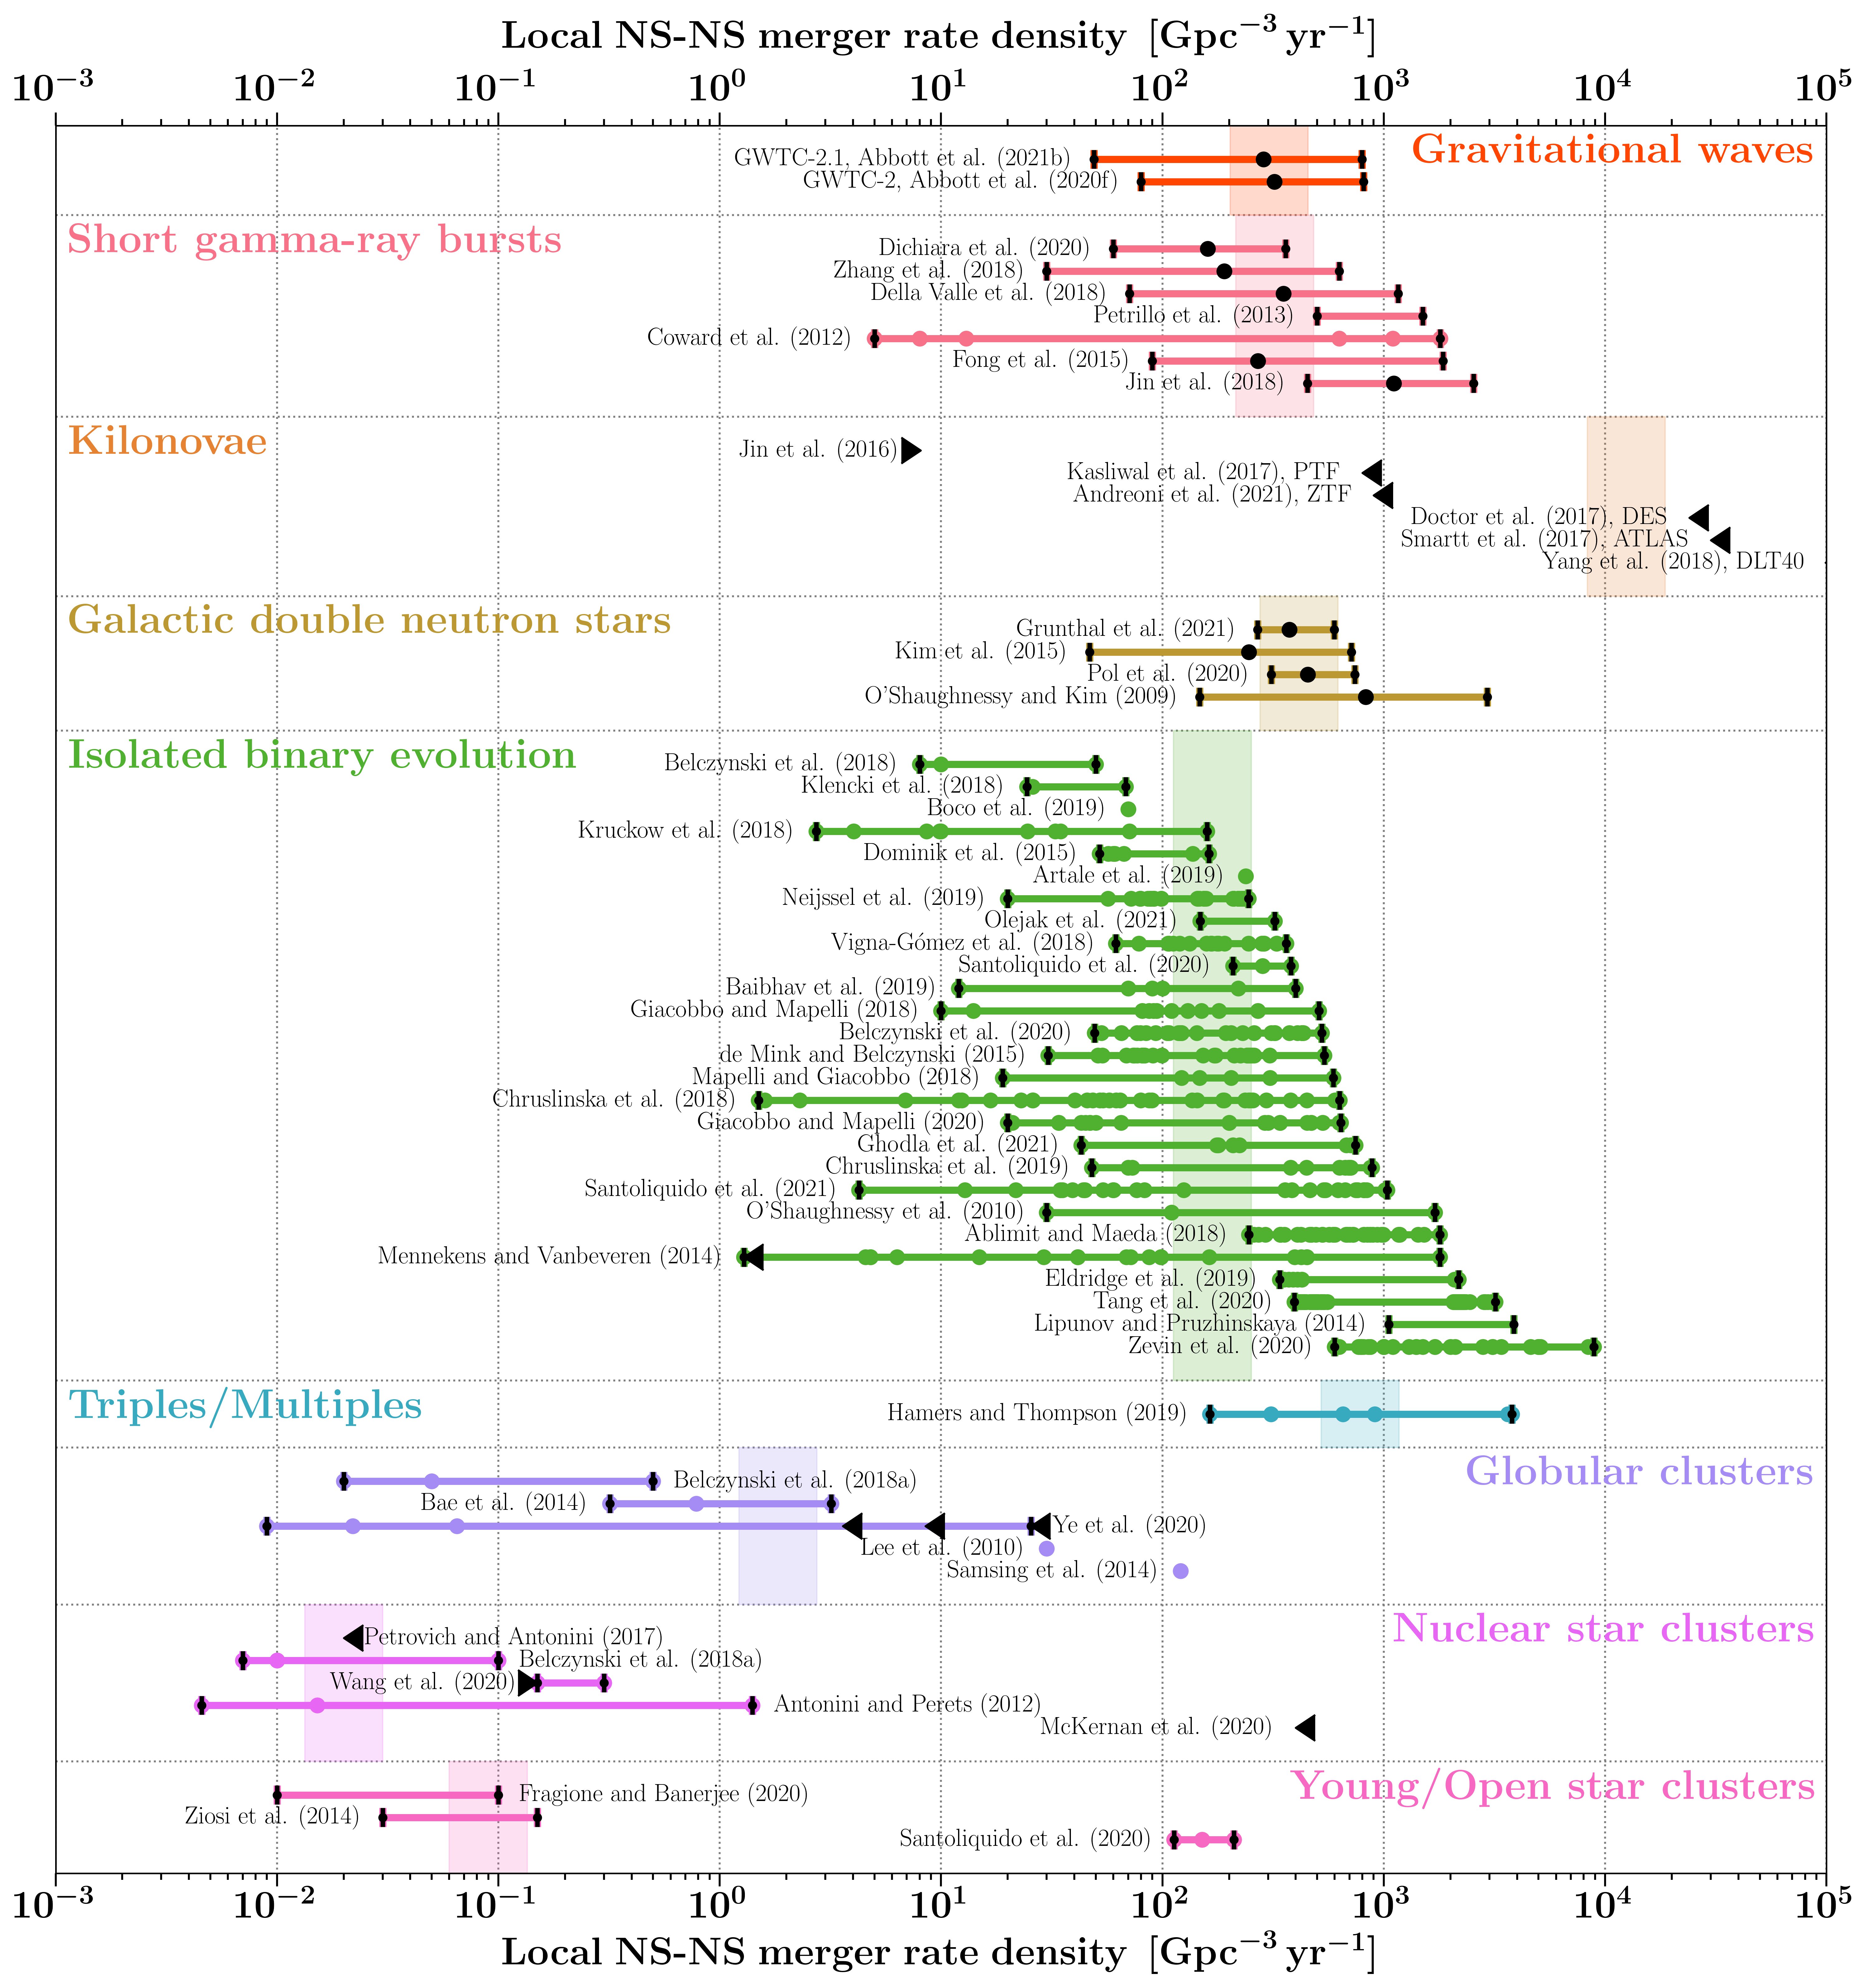 Local NS-NS merger rate density [Gpc⁻³ yr⁻¹]
10⁻³ 10⁻² 10⁻¹ 10⁰ 10¹ 10² 10³ 10⁴ 10⁵
Gravitational waves
GWTC-2.1, Abbott et al. (2021b)
GWTC-2, Abbott et al. (2020f)
Short gamma-ray bursts
Dichiara et al. (2020)
Zhang et al. (2018)
Della Valle et al. (2018)
Petrillo et al. (2013)
Coward et al. (2012)
Fong et al. (2015)
Jin et al. (2018)
Kilonovae
Jin et al. (2016)
Kasliwal et al. (2017), PTF
Andreoni et al. (2021), ZTF
Doctor et al. (2017), DES
Smartt et al. (2017), ATLAS
Yang et al. (2018), DLT40
Galactic double neutron stars
Grunthal et al. (2021)
Kim et al. (2015)
Pol et al. (2020)
O'Shaughnessy and Kim (2009)
Isolated binary evolution
Belczynski et al. (2018)
Klencki et al. (2018)
Boco et al. (2019)
Kruckow et al. (2018)
Dominik et al. (2015)
Artale et al. (2019)
Neijssel et al. (2019)
Olejak et al. (2021)
Vigna-Gómez et al. (2018)
Santoliquido et al. (2020)
Baibhav et al. (2019)
Giacobbo and Mapelli (2018)
Belczynski et al. (2020)
de Mink and Belczynski (2015)
Mapelli and Giacobbo (2018)
Chruslinska et al. (2018)
Giacobbo and Mapelli (2020)
Ghodla et al. (2021)
Chruslinska et al. (2019)
Santoliquido et al. (2021)
O'Shaughnessy et al. (2010)
Ablimit and Maeda (2018)
Mennekens and Vanbeveren (2014)
Eldridge et al. (2019)
Tang et al. (2020)
Lipunov and Pruzhinskaya (2014)
Zevin et al. (2020)
Triples/Multiples
Hamers and Thompson (2019)
Globular clusters
Belczynski et al. (2018a)
Bae et al. (2014)
Ye et al. (2020)
Lee et al. (2010)
Samsing et al. (2014)
Nuclear star clusters
Petrovich and Antonini (2017)
Belczynski et al. (2018a)
Wang et al. (2020)
Antonini and Perets (2012)
McKernan et al. (2020)
Young/Open star clusters
Fragione and Banerjee (2020)
Ziosi et al. (2014)
Santoliquido et al. (2020)
10⁻³ 10⁻² 10⁻¹ 10⁰ 10¹ 10² 10³ 10⁴ 10⁵
Local NS-NS merger rate density [Gpc⁻³ yr⁻¹]